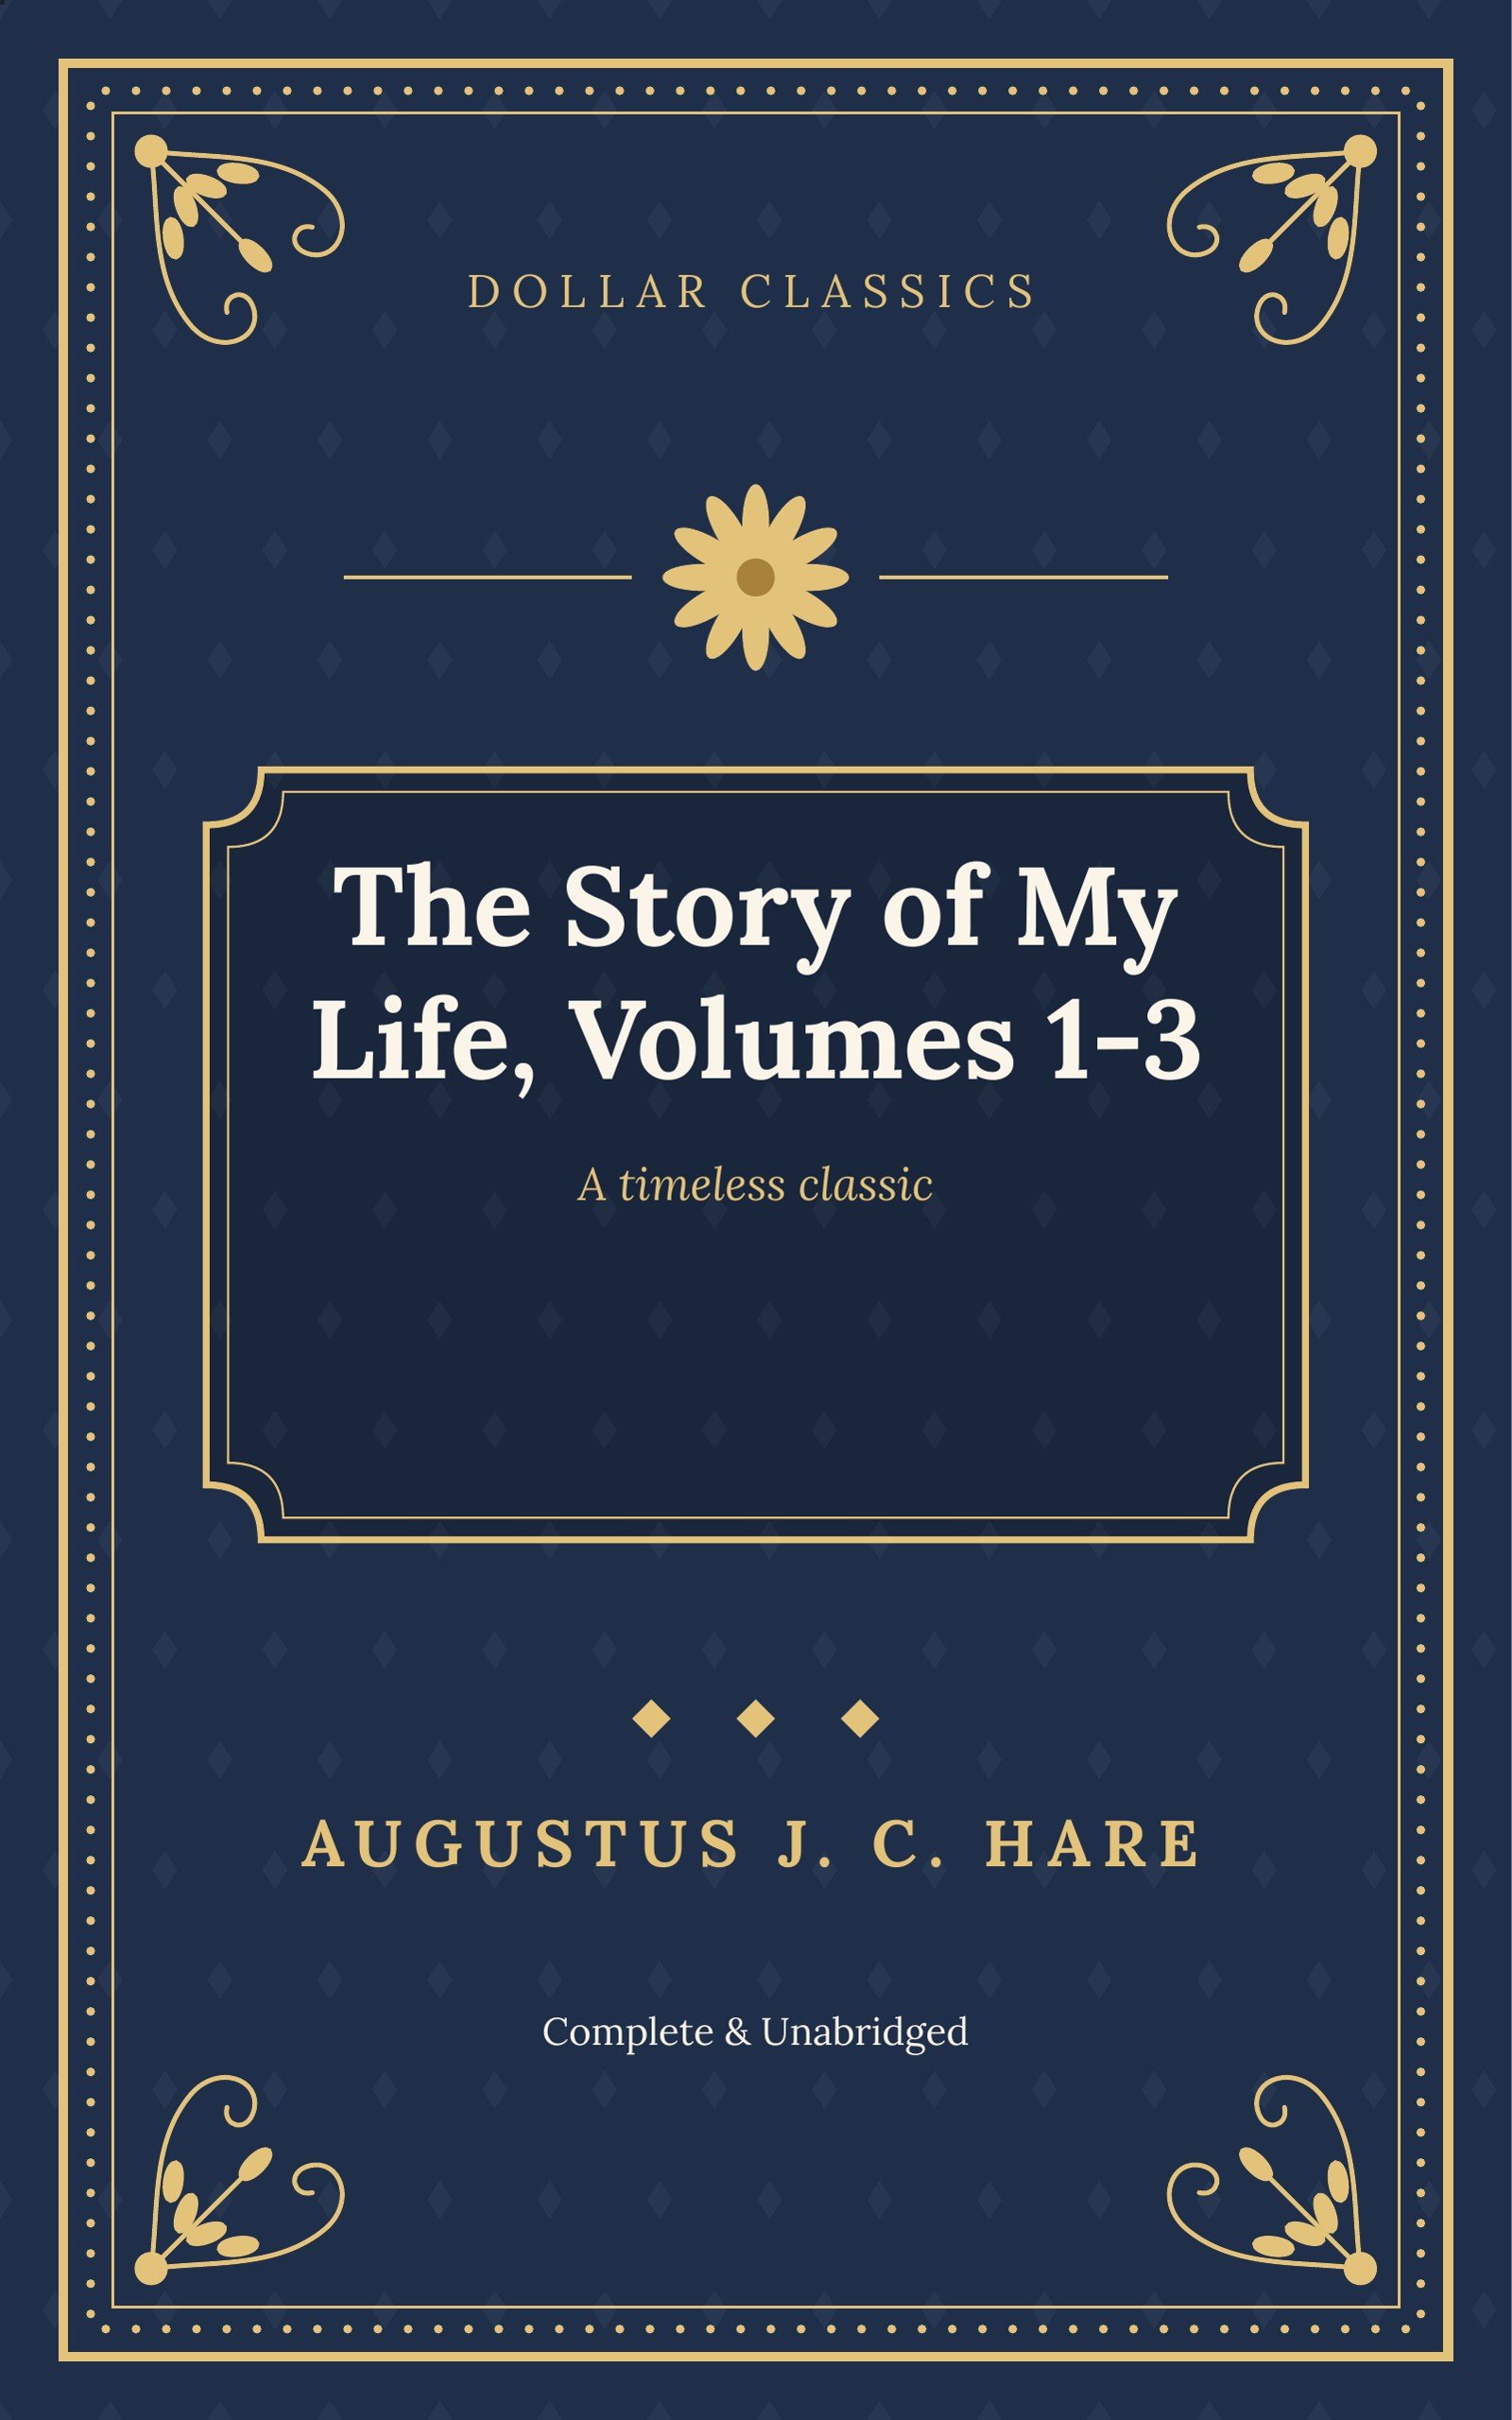 DOLLAR CLASSICS
The Story of My
Life, Volumes 1–3
A timeless classic
AUGUSTUS J. C. HARE
Complete & Unabridged